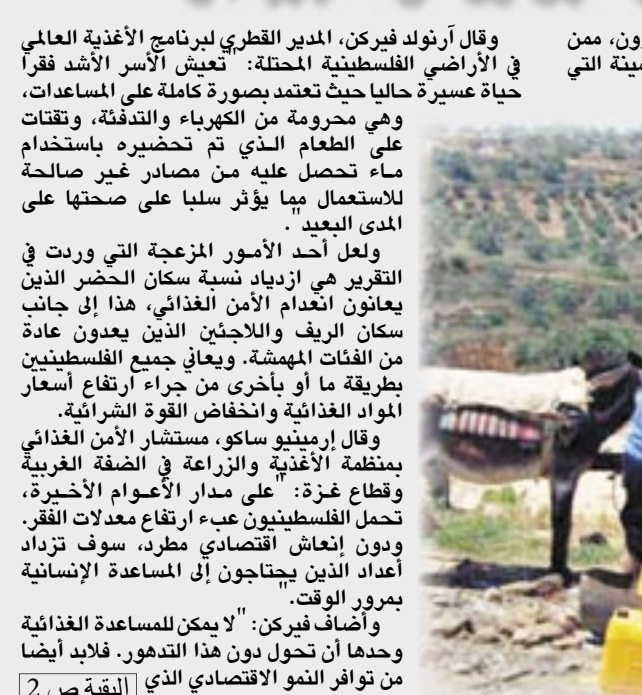 رون، ممن
مينة التي
وقال آرنولد فيركن، المدير القطري لبرنامج الأغذية العالمي
في الأراضي الفلسطينية المحتلة: "تعيش الأسر الأشد فقرا
حياة عسيرة حاليا حيث تعتمد بصورة كاملة على المساعدات،
وهي محرومة من الكهرباء والتدفئة، وتقتات
على الطعام الذي تم تحضيره باستخدام
ماء تحصل عليه من مصادر غير صالحة
للاستعمال مما يؤثر سلبا على صحتها على
المدى البعيد".
ولعل أحد الأمور المزعجة التي وردت في
التقرير هي ازدياد نسبة سكان الحضر الذين
يعانون انعدام الأمن الغذائي، هذا إلى جانب
سكان الريف واللاجئين الذين يعدون عادة
من الفئات المهمشة. ويعاني جميع الفلسطينيين
بطريقة ما أو بأخرى من جراء ارتفاع أسعار
المواد الغذائية وانخفاض القوة الشرائية.
وقال إرمينيو ساكو، مستشار الأمن الغذائي
بمنظمة الأغذية والزراعة في الضفة الغربية
وقطاع غزة: "على مدار الأعوام الأخيرة،
تحمل الفلسطينيون عبء ارتفاع معدلات الفقر.
ودون إنعاش اقتصادي مطرد، سوف تزداد
أعداد الذين يحتاجون إلى المساعدة الإنسانية
بمرور الوقت."
وأضاف فيركن: "لا يمكن للمساعدة الغذائية
وحدها أن تحول دون هذا التدهور. فلابد أيضا
من توافر النمو الاقتصادي الذي
البقية ص 2